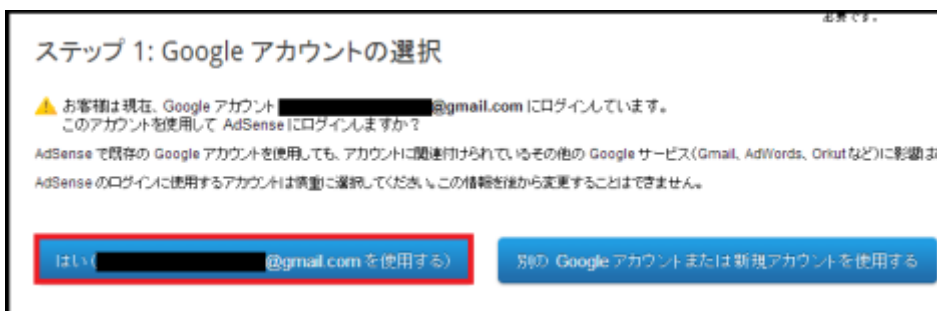 必要です。
ステップ 1: Google アカウントの選択
お客様は現在、Google アカウント @gmail.com にログインしています。
このアカウントを使用して AdSense にログインしますか?
AdSense で既存の Google アカウントを使用しても、アカウントに関連付けられているその他の Google サービス(Gmail、AdWords、Orkut など)に影響
AdSense のログインに使用するアカウントは慎重に選択してください。この情報を後から変更することはできません。
はい( @gmail.com を使用する)
別の Google アカウントまたは新規アカウントを使用する